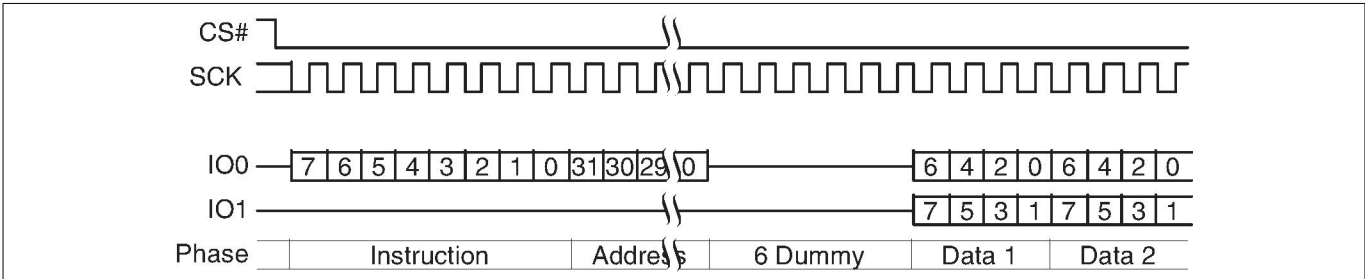 CS#
SCK
IO0 7 6 5 4 3 2 1 0 31 30 29 0 6 4 2 0 6 4 2 0
IO1 7 5 3 1 7 5 3 1
Phase Instruction Address 6 Dummy Data 1 Data 2